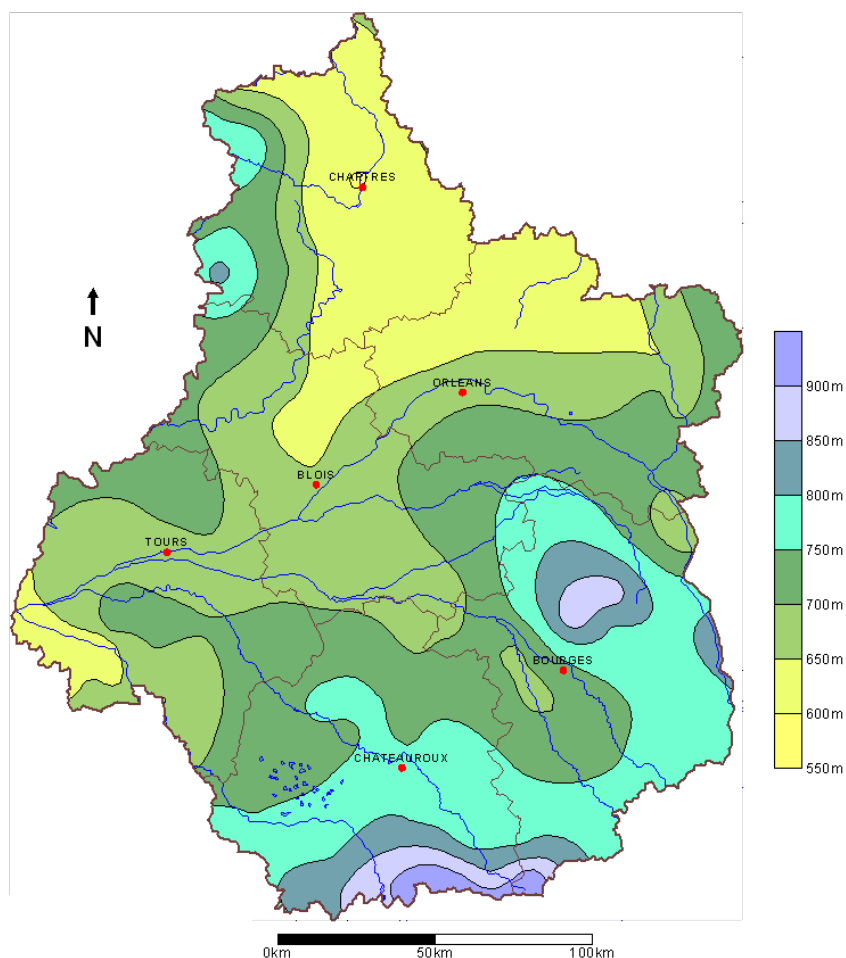 CHARTRES
N
ORLEANS
BLOIS
TOURS
BOURGES
CHATEAUROUX
900m
850m
800m
750m
700m
650m
600m
550m
0km 50km 100km